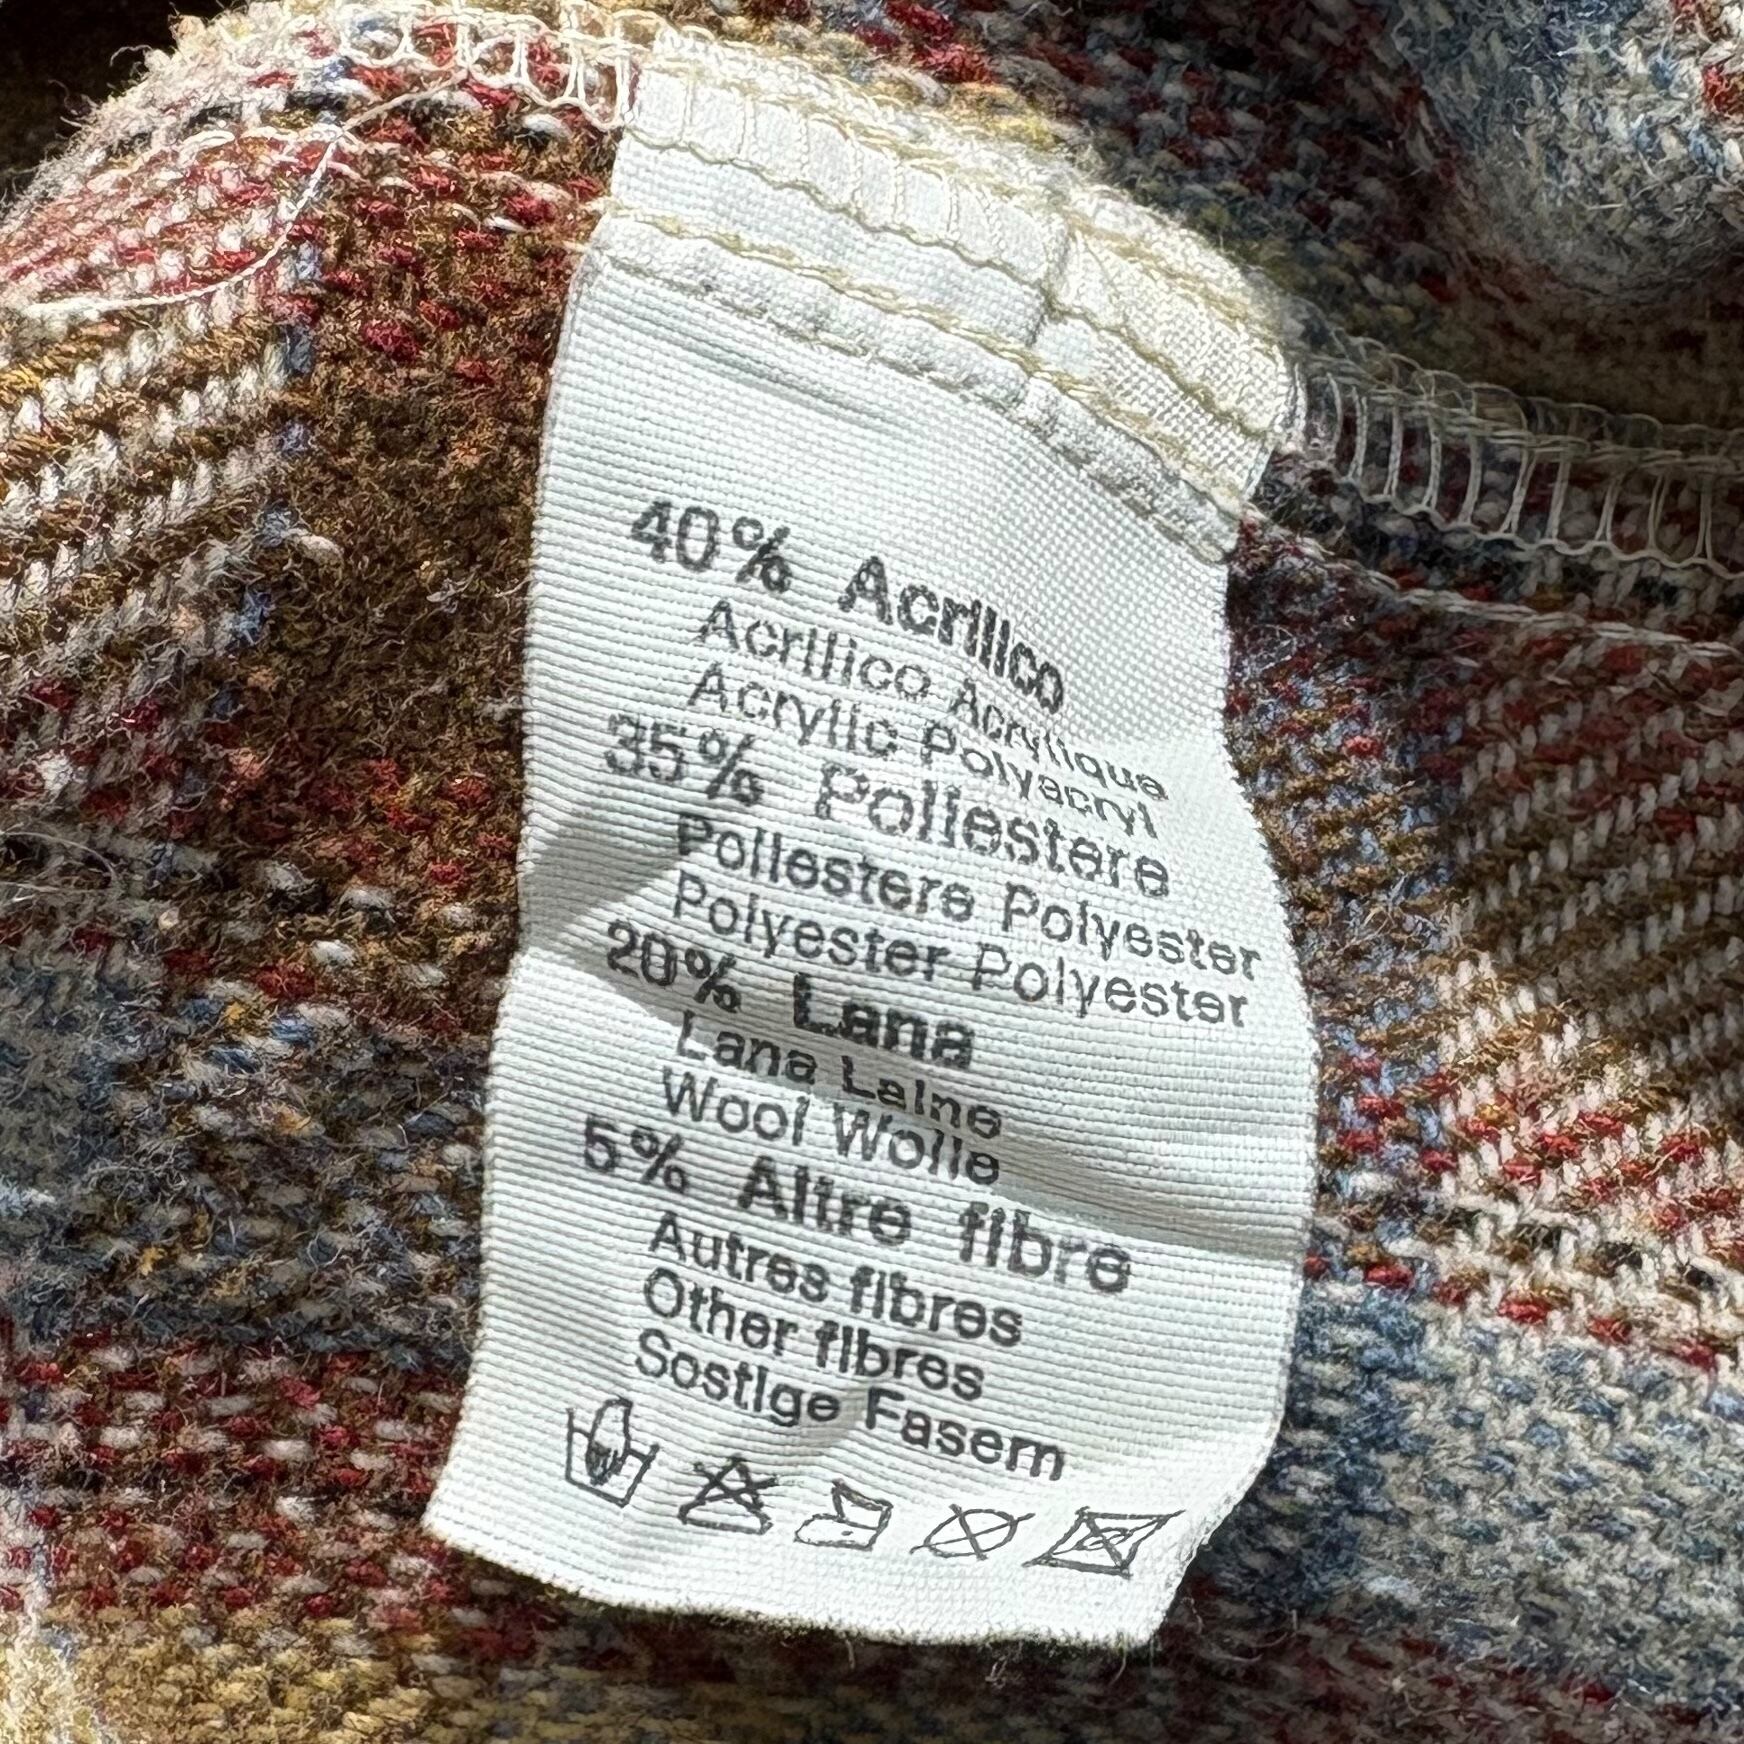 40% Acrilico
Acrilico Acrylique
Acrylic Polyacryl
35% Poliestere
Poliestere Polyester
Polyester Polyester
20% Lana
Lana Laine
Wool Wolle
5% Altre fibre
Autres fibres
Other fibres
Sostige Fasern